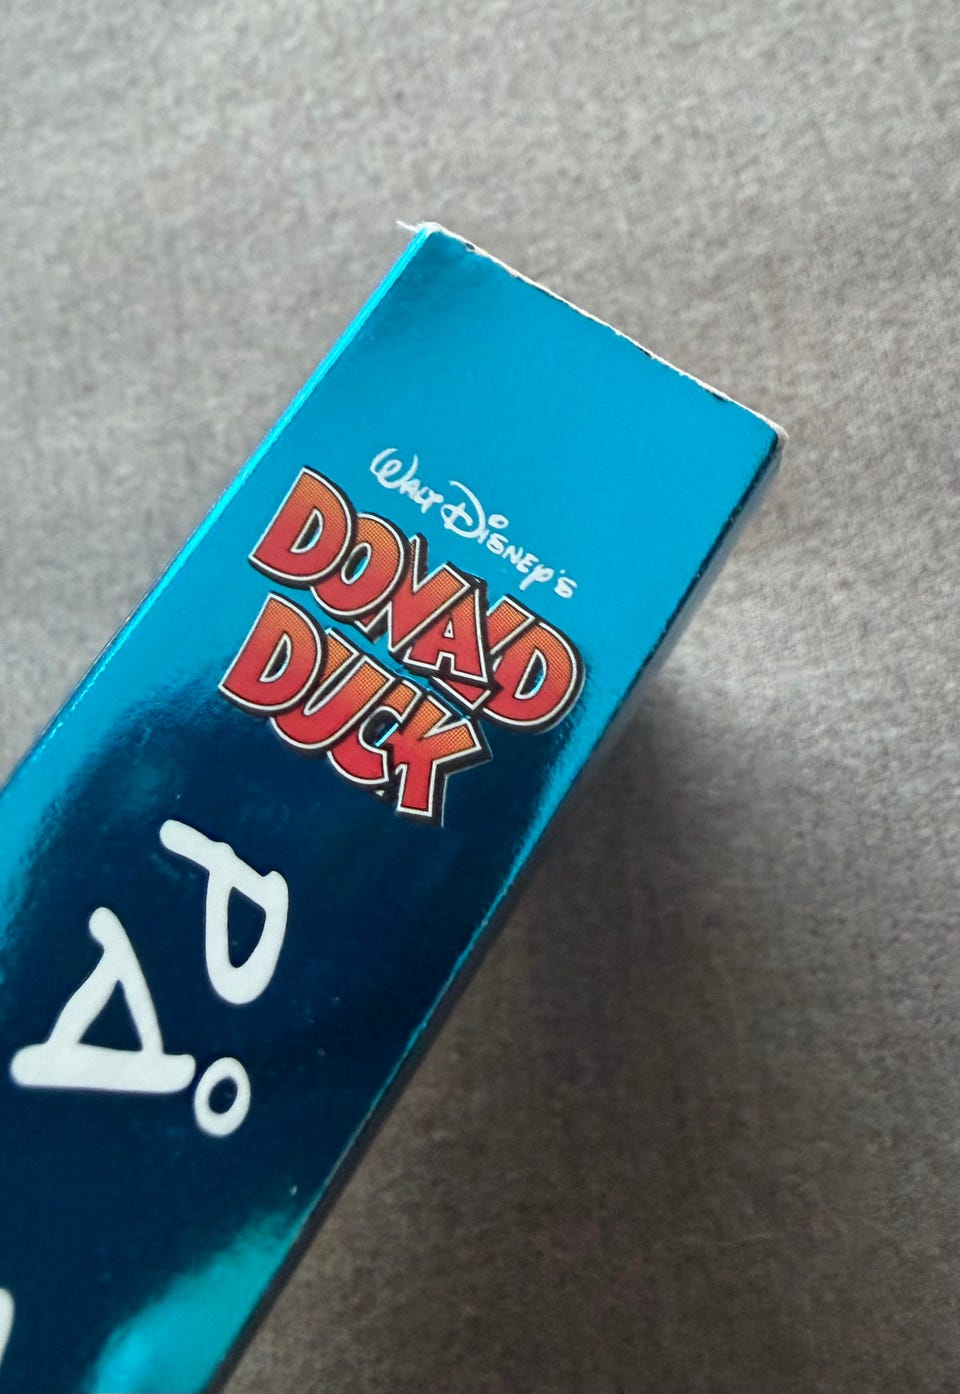 Walt Disney's
DONALD
DUCK
PÅ